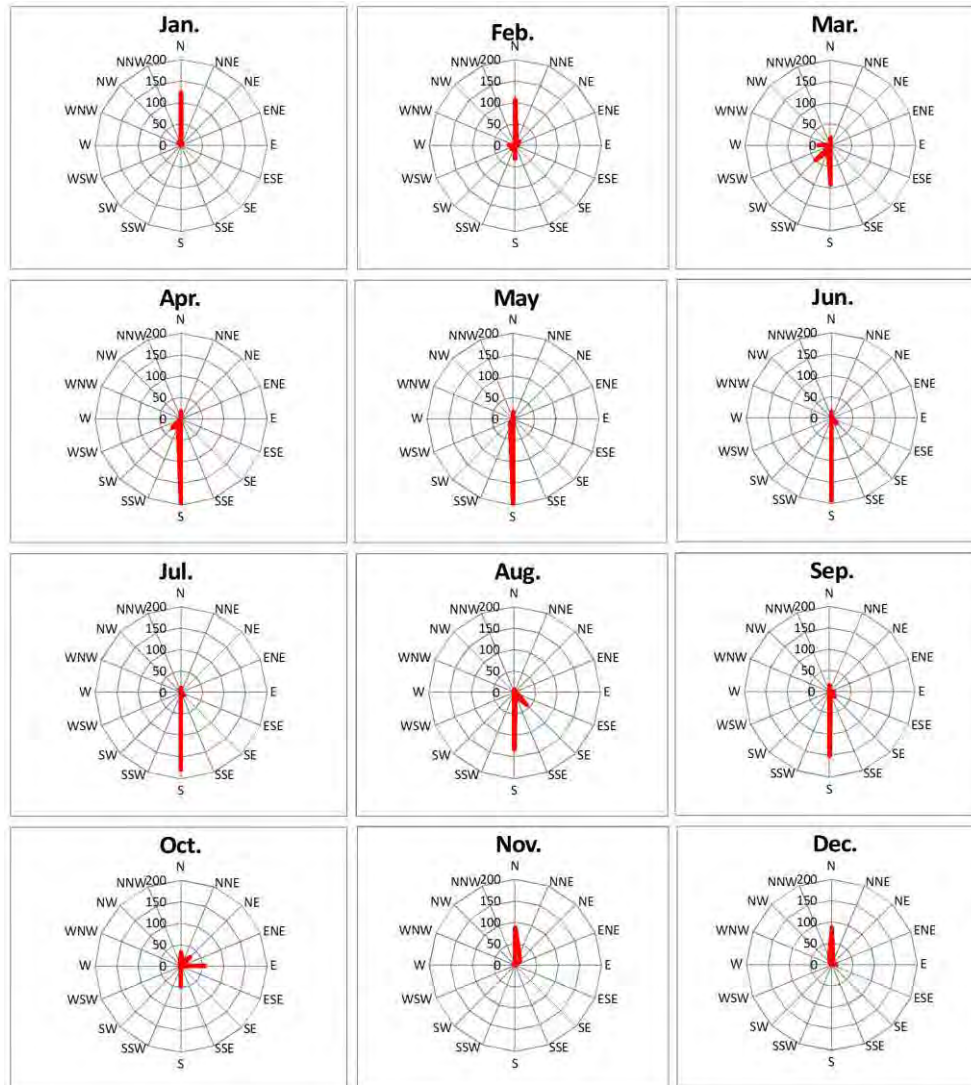 Jan.
N
NNW 200 NNE
NW 150 NE
WNW 100 ENE
50
W 0 E
WSW ESE
SW SE
SSW SSE
S
Feb.
N
NNW 200 NNE
NW 150 NE
WNW 100 ENE
50
W 0 E
WSW ESE
SW SE
SSW SSE
S
Mar.
N
NNW 200 NNE
NW 150 NE
WNW 100 ENE
50
W 0 E
WSW ESE
SW SE
SSW SSE
S
Apr.
N
NNW 200 NNE
NW 150 NE
WNW 100 ENE
50
W 0 E
WSW ESE
SW SE
SSW SSE
S
May
N
NNW 200 NNE
NW 150 NE
WNW 100 ENE
50
W 0 E
WSW ESE
SW SE
SSW SSE
S
Jun.
N
NNW 200 NNE
NW 150 NE
WNW 100 ENE
50
W 0 E
WSW ESE
SW SE
SSW SSE
S
Jul.
N
NNW 200 NNE
NW 150 NE
WNW 100 ENE
50
W 0 E
WSW ESE
SW SE
SSW SSE
S
Aug.
N
NNW 200 NNE
NW 150 NE
WNW 100 ENE
50
W 0 E
WSW ESE
SW SE
SSW SSE
S
Sep.
N
NNW 200 NNE
NW 150 NE
WNW 100 ENE
50
W 0 E
WSW ESE
SW SE
SSW SSE
S
Oct.
N
NNW 200 NNE
NW 150 NE
WNW 100 ENE
50
W 0 E
WSW ESE
SW SE
SSW SSE
S
Nov.
N
NNW 200 NNE
NW 150 NE
WNW 100 ENE
50
W 0 E
WSW ESE
SW SE
SSW SSE
S
Dec.
N
NNW 200 NNE
NW 150 NE
WNW 100 ENE
50
W 0 E
WSW ESE
SW SE
SSW SSE
S